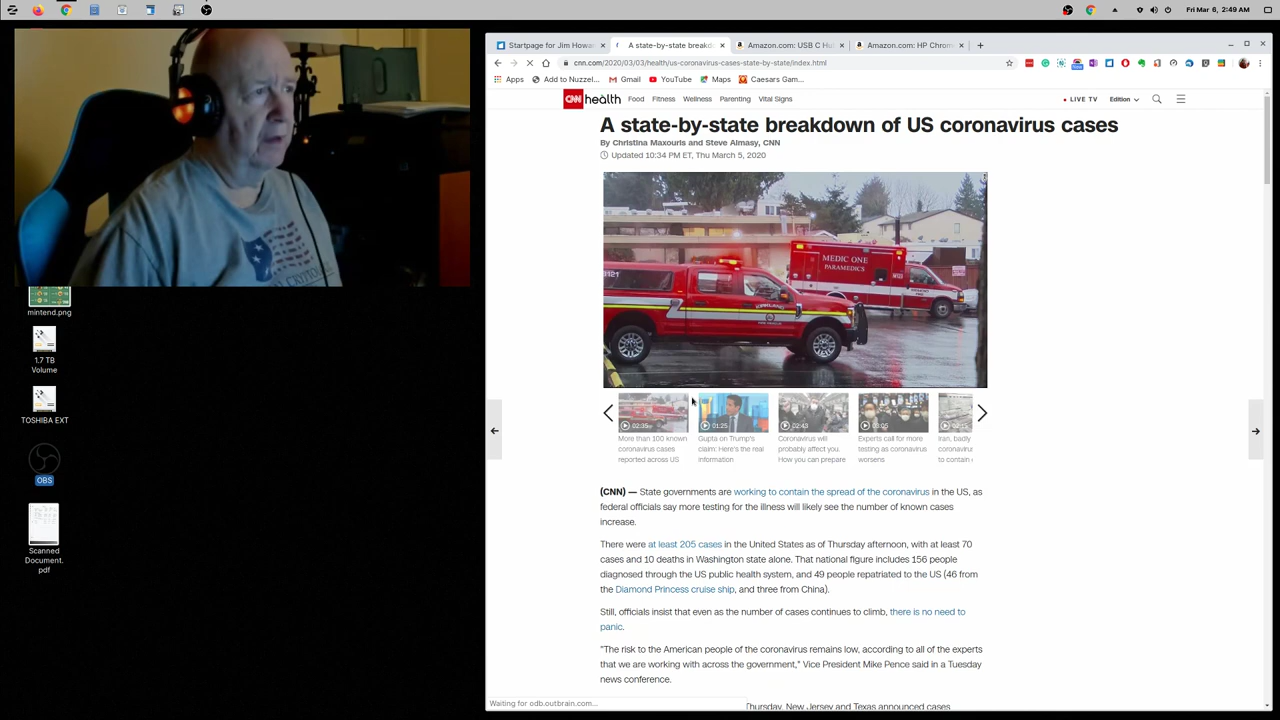 Fri Mar 6, 2:49 AM
Startpage for Jim Howa
A state-by-state breakd
Amazon.com: USB C Hu
Amazon.com: HP Chrom
cnn.com/2020/03/03/health/us-coronavirus-cases-state-by-state/index.html
Apps
Add to Nuzzel...
Gmail
YouTube
Maps
Caesars Gam...
CNN health
Food
Fitness
Wellness
Parenting
Vital Signs
LIVE TV
Edition
A state-by-state breakdown of US coronavirus cases
By Christina Maxouris and Steve Almasy, CNN
Updated 10:34 PM ET, Thu March 5, 2020
MEDIC ONE
PARAMEDICS
02:35
01:25
02:43
03:05
More than 100 known
coronavirus cases
reported across US
Gupta on Trump's
claim: Here's the real
information
Coronavirus will
probably affect you.
How you can prepare
Experts call for more
testing as coronavirus
worsens
Iran, badly
coronavirus
to contain
(CNN) — State governments are working to contain the spread of the coronavirus in the US, as
federal officials say more testing for the illness will likely see the number of known cases
increase.
There were at least 205 cases in the United States as of Thursday afternoon, with at least 70
cases and 10 deaths in Washington state alone. That national figure includes 156 people
diagnosed through the US public health system, and 49 people repatriated to the US (46 from
the Diamond Princess cruise ship, and three from China).
Still, officials insist that even as the number of cases continues to climb, there is no need to
panic.
"The risk to the American people of the coronavirus remains low, according to all of the experts
that we are working with across the government," Vice President Mike Pence said in a Tuesday
news conference.
Thursday, New Jersey and Texas announced cases
Waiting for odb.outbrain.com...
mintend.png
1.7 TB
Volume
TOSHIBA EXT
OBS
Scanned
Document.
pdf